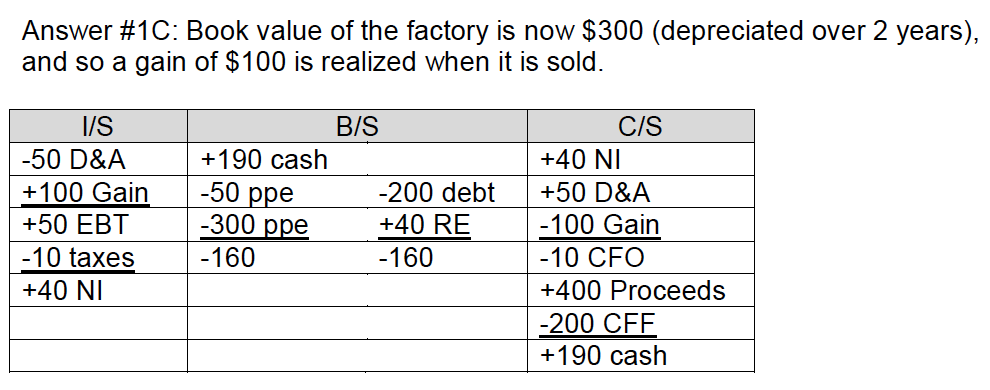 Answer #1C: Book value of the factory is now $300 (depreciated over 2 years),
and so a gain of $100 is realized when it is sold.
I/S B/S C/S
-50 D&A +190 cash +40 NI
+100 Gain -50 ppe -200 debt +50 D&A
+50 EBT -300 ppe +40 RE -100 Gain
-10 taxes -160 -160 -10 CFO
+40 NI +400 Proceeds
-200 CFF
+190 cash